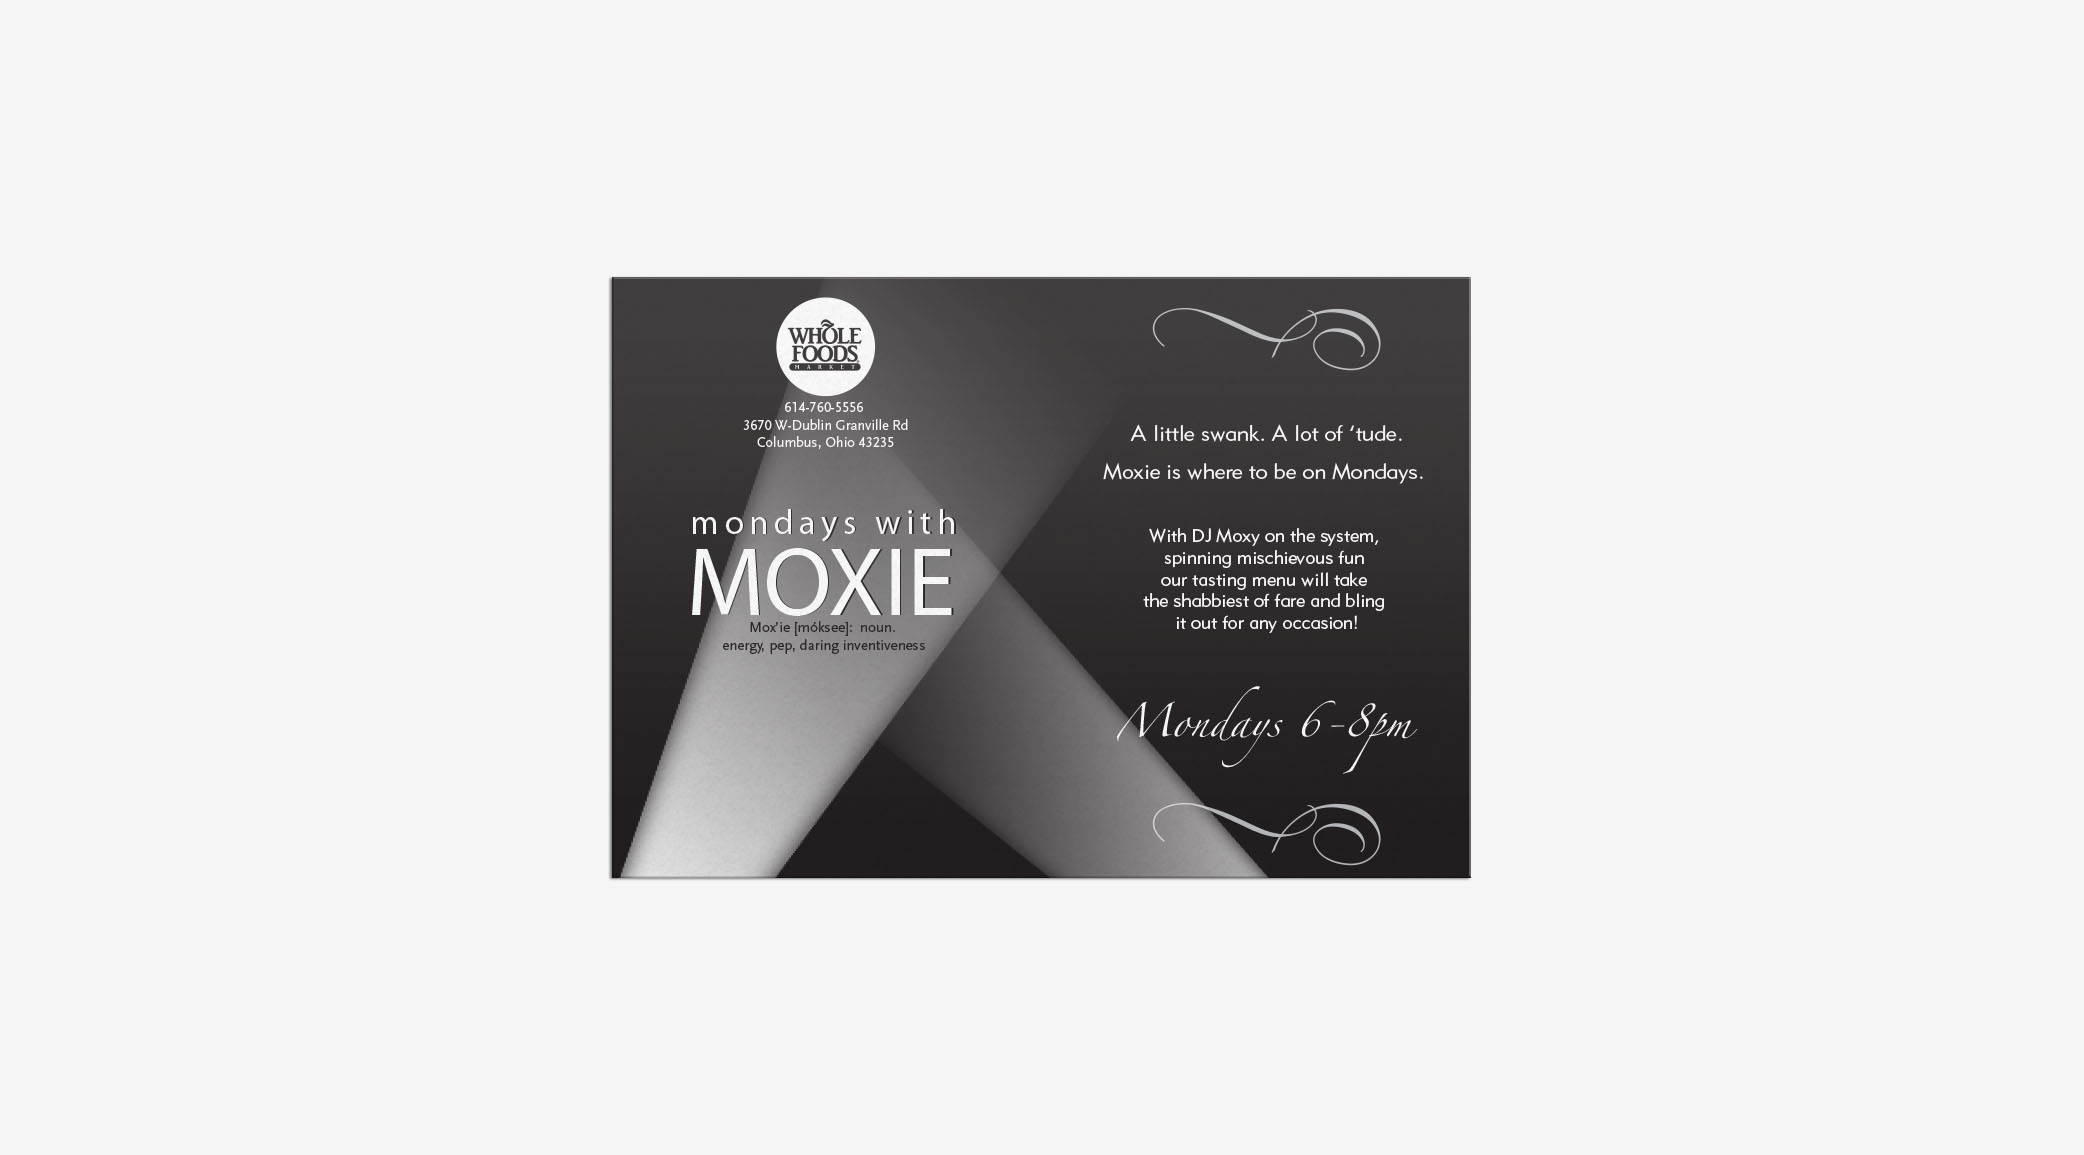 WHOLE
FOODS
MARKET
614-760-5556
3670 W-Dublin Granville Rd
Columbus, Ohio 43235
mondays with
MOXIE
Mox'ie [móksee]: noun.
energy, pep, daring inventiveness
A little swank. A lot of ‘tude.
Moxie is where to be on Mondays.
With DJ Moxy on the system,
spinning mischievous fun
our tasting menu will take
the shabbiest of fare and bling
it out for any occasion!
Mondays 6-8pm